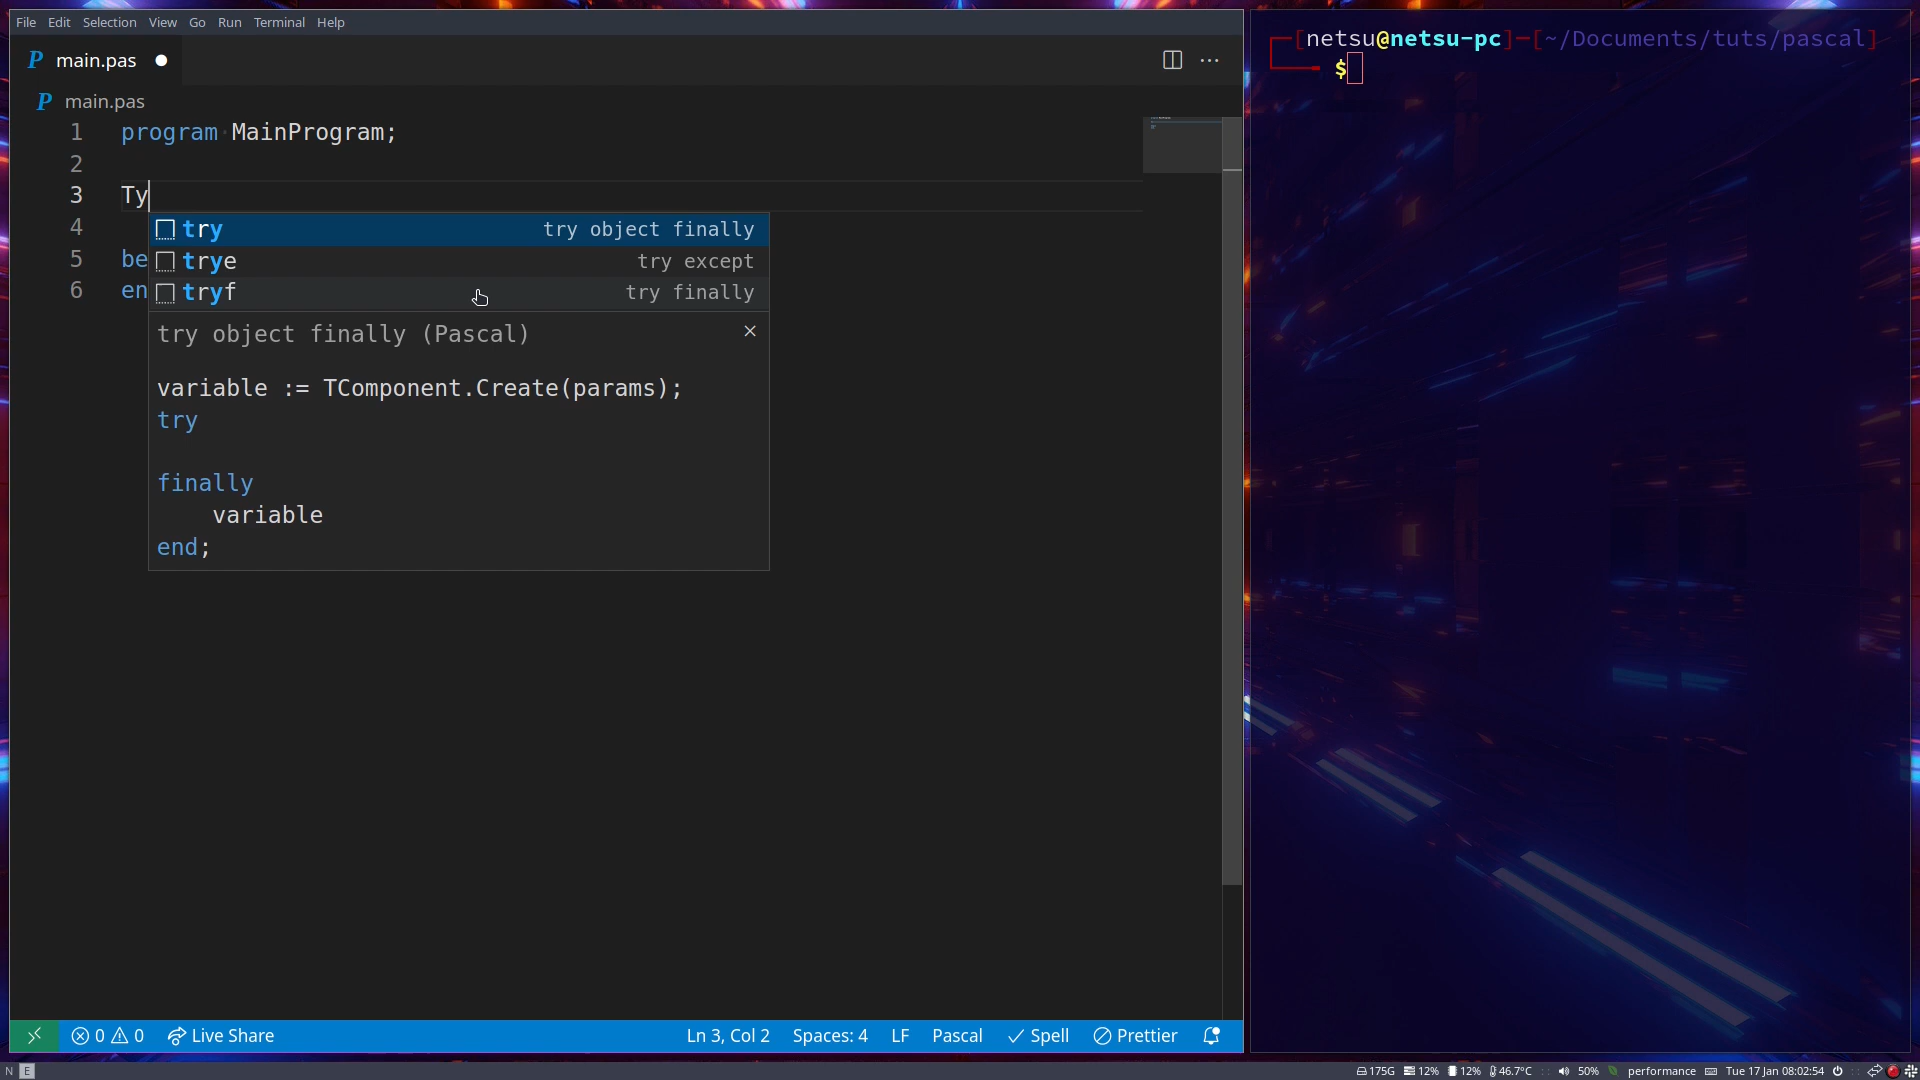 File Edit Selection View Go Run Terminal Help
main.pas
main.pas
1 program MainProgram;
2
3 Ty
4
5 be
6 en
try try object finally
trye try except
tryf try finally
try object finally (Pascal)
variable := TComponent.Create(params);
try
finally
variable
end;
0 0 Live Share Ln 3, Col 2 Spaces: 4 LF Pascal Spell Prettier
[netsu@netsu-pc]-[~/Documents/tuts/pascal]
$
N E 175G 12% 12% 46.7°C 50% performance Tue 17 Jan 08:02:54